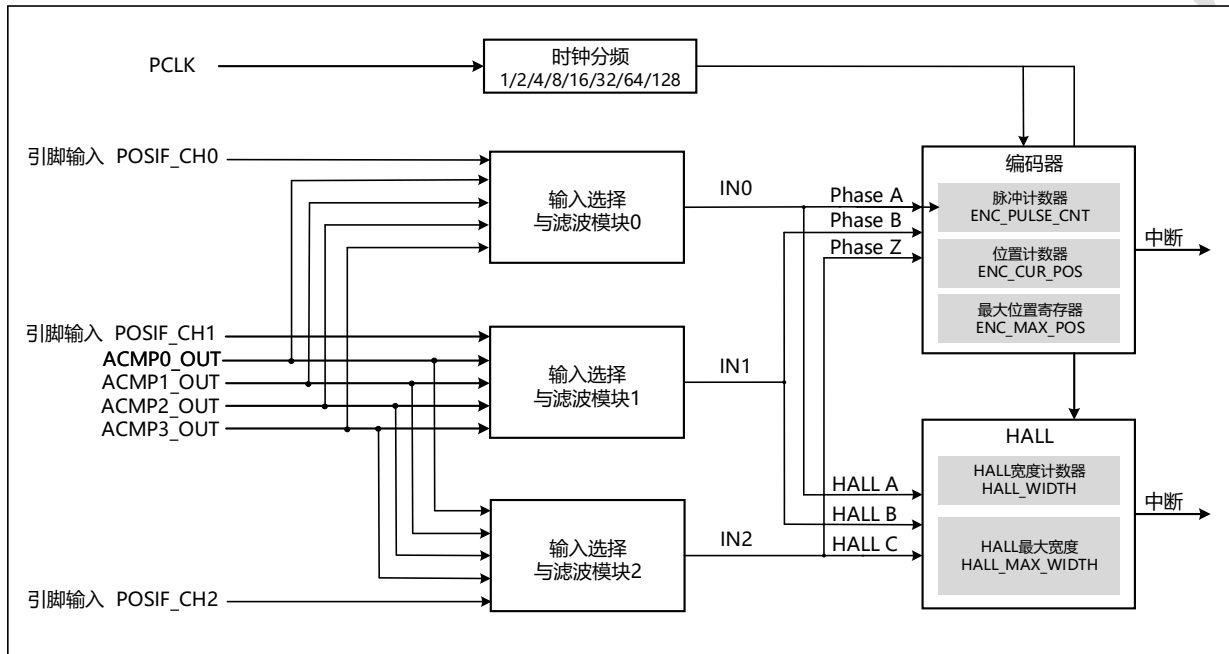 时钟分频
PCLK
1/2/4/8/16/32/64/128
引脚输入 POSIF_CH0
输入选择
与滤波模块0
IN0
Phase A
Phase B
Phase Z
编码器
脉冲计数器
ENC_PULSE_CNT
位置计数器
ENC_CUR_POS
最大位置寄存器
ENC_MAX_POS
中断
引脚输入 POSIF_CH1
ACMP0_OUT
ACMP1_OUT
ACMP2_OUT
ACMP3_OUT
输入选择
与滤波模块1
IN1
HALL
HALL宽度计数器
HALL_WIDTH
HALL最大宽度
HALL_MAX_WIDTH
HALL A
HALL B
HALL C
中断
输入选择
与滤波模块2
IN2
引脚输入 POSIF_CH2